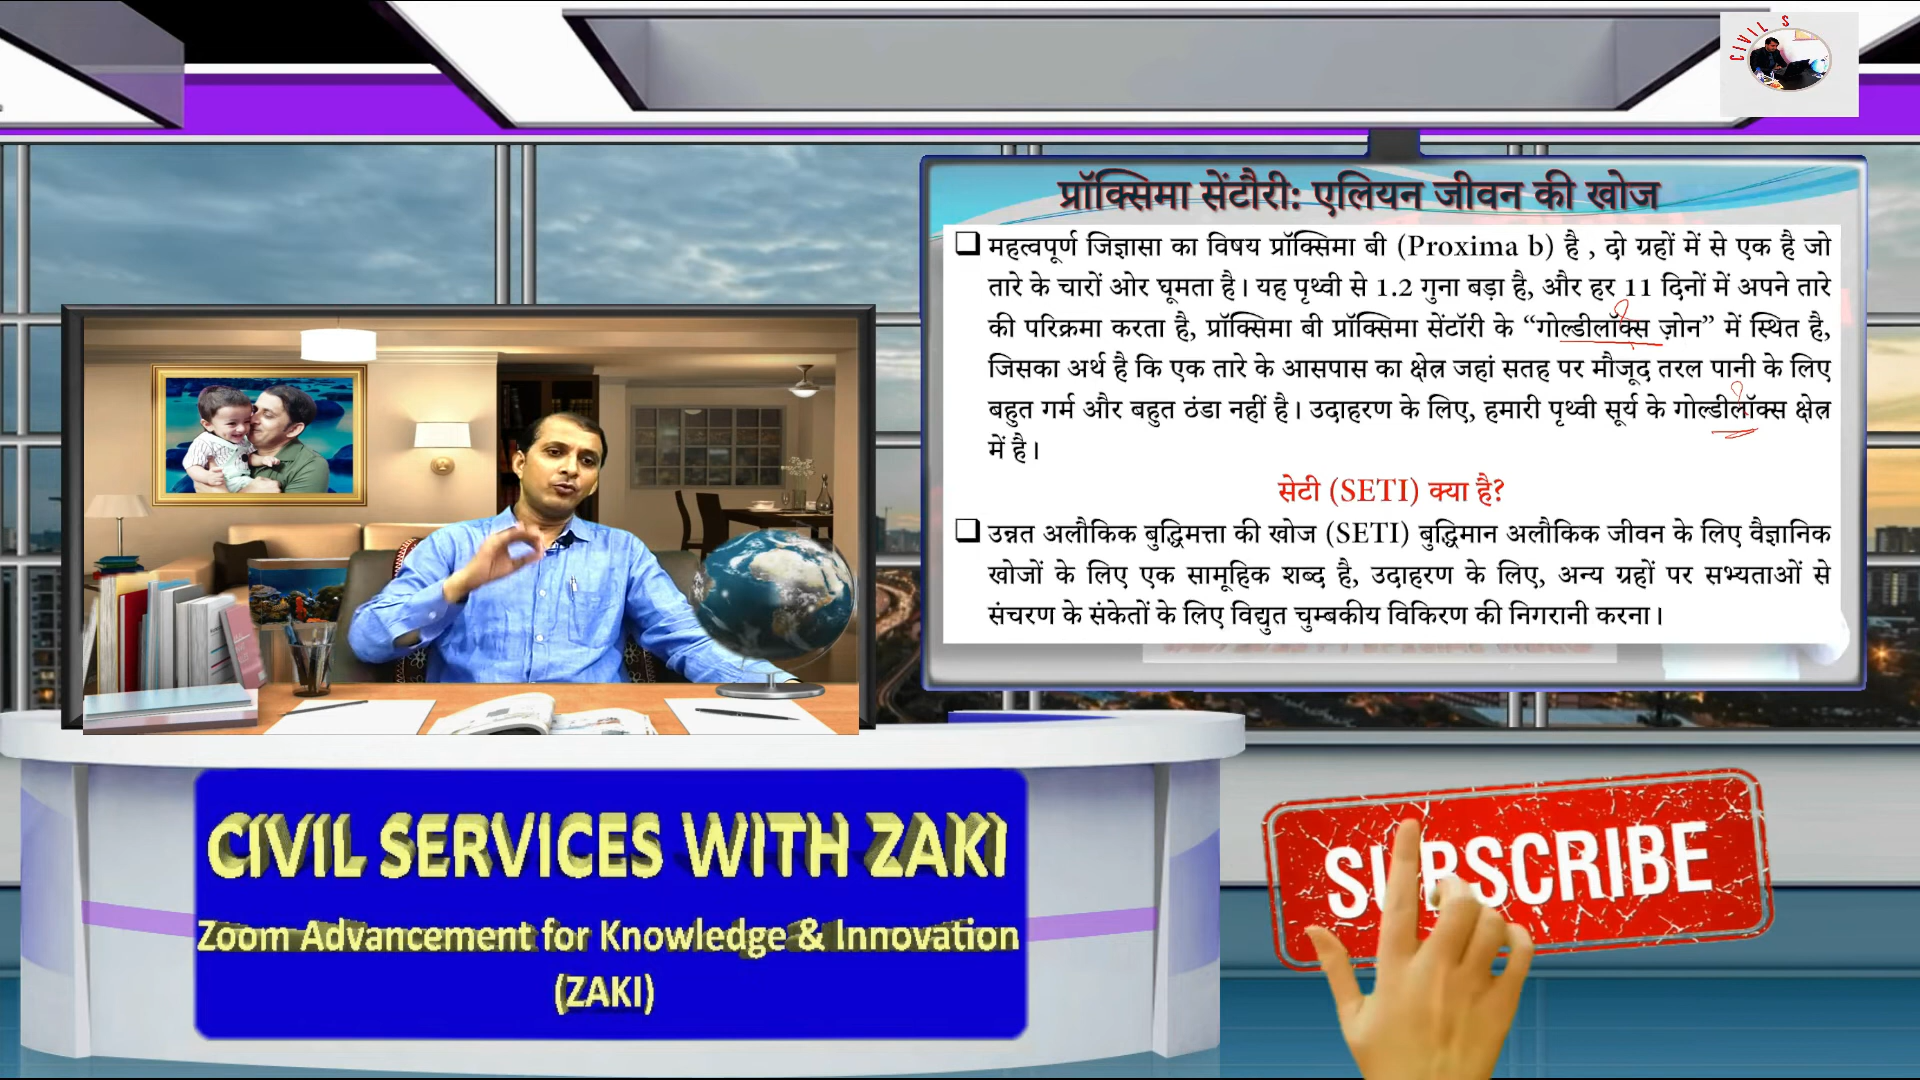 CIVIL S
प्रॉक्सिमा सेंटौरी: एलियन जीवन की खोज
महत्वपूर्ण जिज्ञासा का विषय प्रॉक्सिमा बी (Proxima b) है , दो ग्रहों में से एक है जो
तारे के चारों ओर घूमता है। यह पृथ्वी से 1.2 गुना बड़ा है, और हर 11 दिनों में अपने तारे
की परिक्रमा करता है, प्रॉक्सिमा बी प्रॉक्सिमा सेंटॉरी के “गोल्डीलॉक्स ज़ोन” में स्थित है,
जिसका अर्थ है कि एक तारे के आसपास का क्षेत्र जहां सतह पर मौजूद तरल पानी के लिए
बहुत गर्म और बहुत ठंडा नहीं है। उदाहरण के लिए, हमारी पृथ्वी सूर्य के गोल्डीलॉक्स क्षेत्र
में है।
सेटी (SETI) क्या है?
उन्नत अलौकिक बुद्धिमत्ता की खोज (SETI) बुद्धिमान अलौकिक जीवन के लिए वैज्ञानिक
खोजों के लिए एक सामूहिक शब्द है, उदाहरण के लिए, अन्य ग्रहों पर सभ्यताओं से
संचरण के संकेतों के लिए विद्युत चुम्बकीय विकिरण की निगरानी करना।
CIVIL SERVICES WITH ZAKI
Zoom Advancement for Knowledge & Innovation
(ZAKI)
SUBSCRIBE